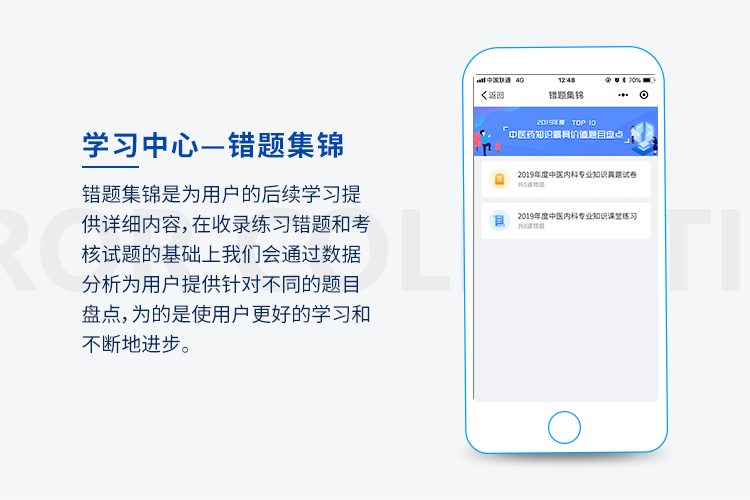 学习中心—错题集锦
错题集锦是为用户的后续学习提
供详细内容，在收录练习错题和考
核试题的基础上我们会通过数据
分析为用户提供针对不同的题目
盘点，为的是使用户更好的学习和
不断地进步。
中国联通 4G 12:48 70%
返回 错题集锦
2019年度 TOP 10
「中医药知识最具价值题目盘点」
2019年度中医内科专业知识真题试卷
共5道错题
2019年度中医内科专业知识课堂练习
共8道错题